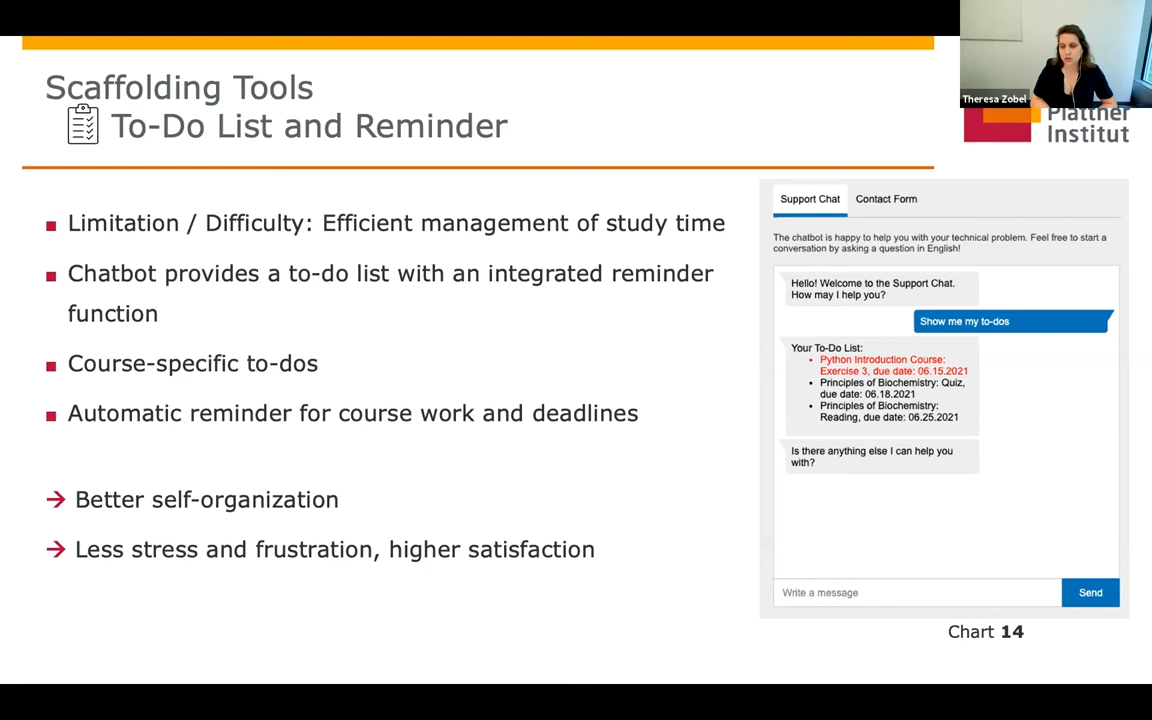 Scaffolding Tools
To-Do List and Reminder
Theresa Zobel
Plattner
Institut
Limitation / Difficulty: Efficient management of study time
Chatbot provides a to-do list with an integrated reminder
function
Course-specific to-dos
Automatic reminder for course work and deadlines
→ Better self-organization
→ Less stress and frustration, higher satisfaction
Support Chat
Contact Form
The chatbot is happy to help you with your technical problem. Feel free to start a
conversation by asking a question in English!
Hello! Welcome to the Support Chat.
How may I help you?
Show me my to-dos
Your To-Do List:
Python Introduction Course:
Exercise 3, due date: 06.15.2021
Principles of Biochemistry: Quiz,
due date: 06.18.2021
Principles of Biochemistry:
Reading, due date: 06.25.2021
Is there anything else I can help you
with?
Write a message
Send
Chart 14